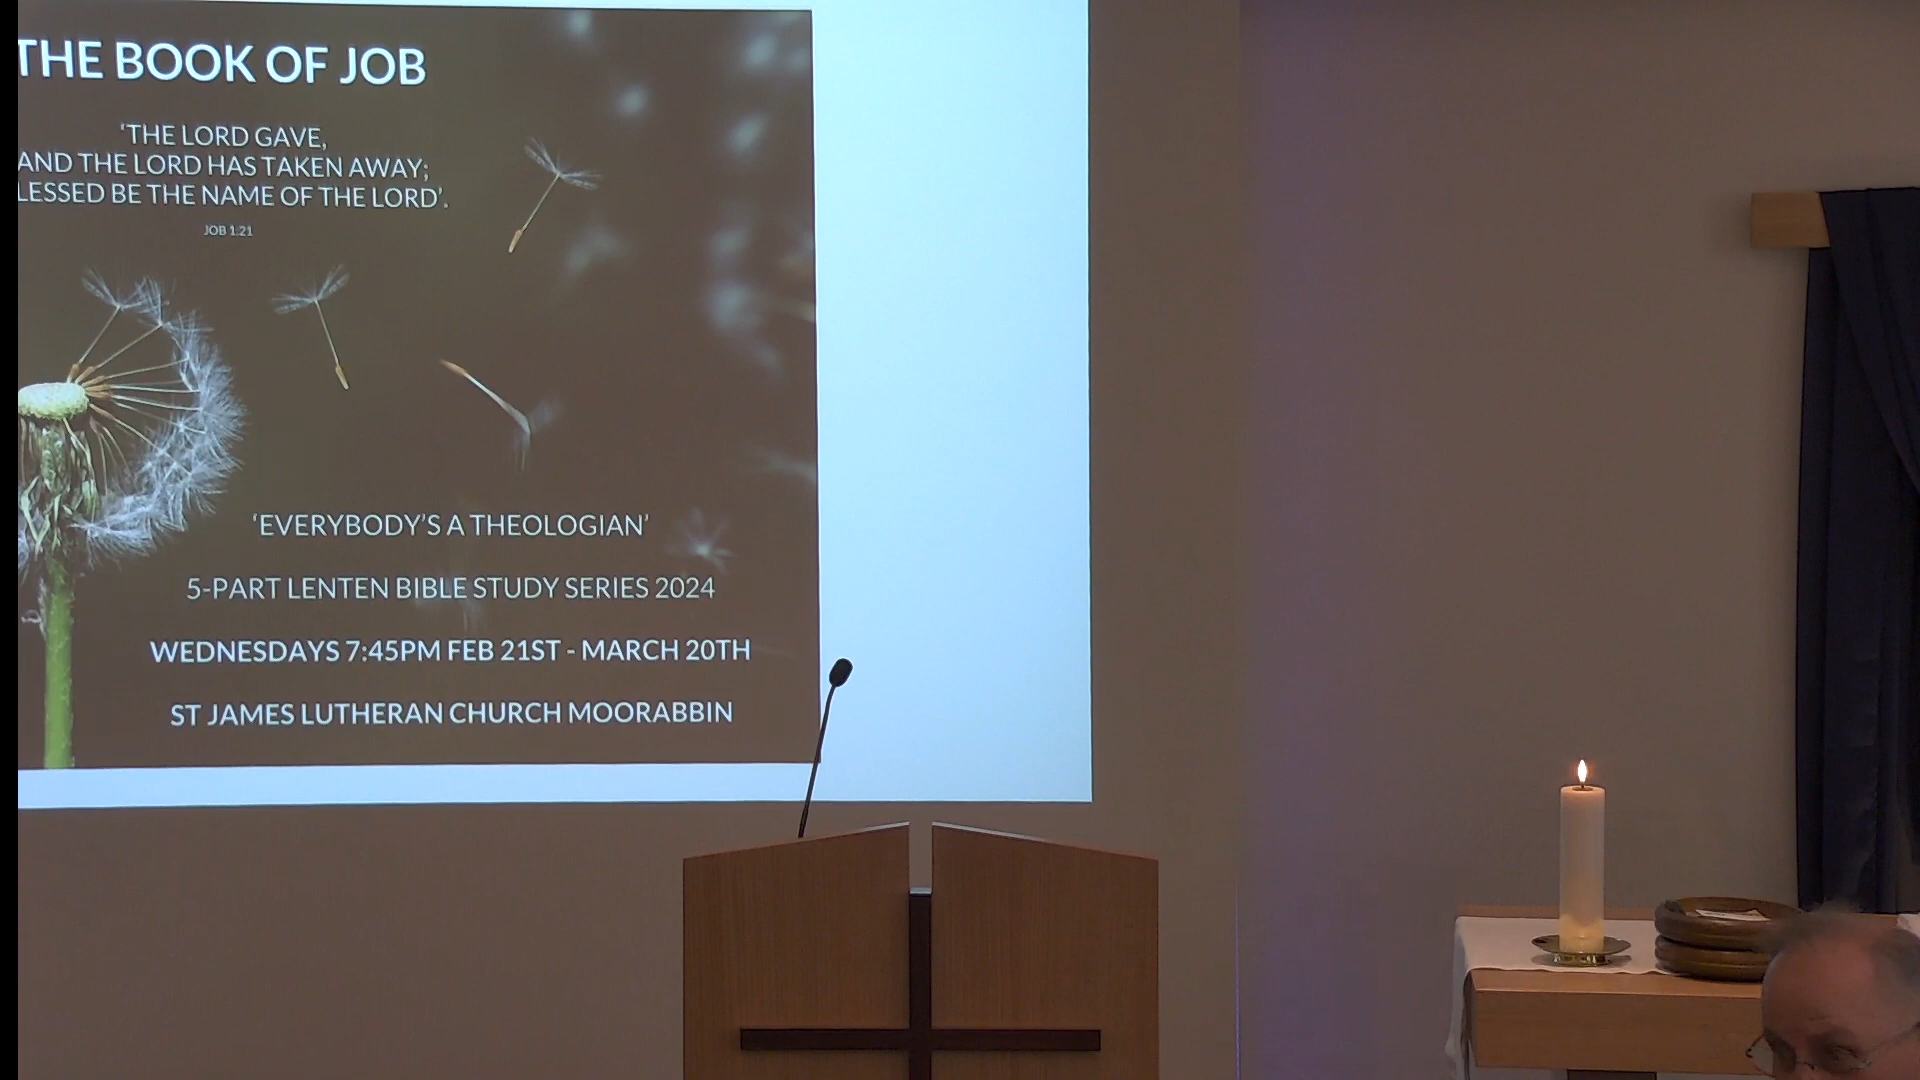 THE BOOK OF JOB
‘THE LORD GAVE,
AND THE LORD HAS TAKEN AWAY;
LESSED BE THE NAME OF THE LORD’.
JOB 1:21
‘EVERYBODY’S A THEOLOGIAN’
5-PART LENTEN BIBLE STUDY SERIES 2024
WEDNESDAYS 7:45PM FEB 21ST - MARCH 20TH
ST JAMES LUTHERAN CHURCH MOORABBIN